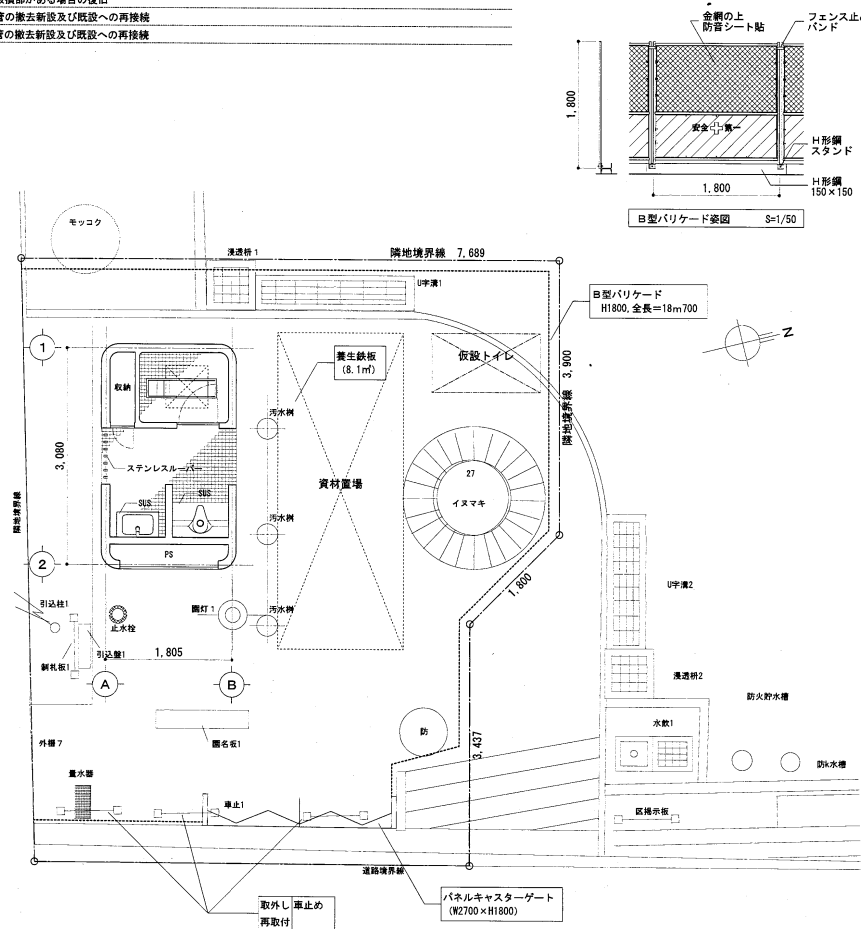 管の撤去新設及び既設への再接続
管の撤去新設及び既設への再接続
金網の上
防音シート貼
フェンス止め
バンド
1,800
安全
第一
H形鋼
スタンド
H形鋼
150×150
1,800
B型バリケード姿図 S=1/50
モッコク
浸透桝1
隣地境界線 7,689
U字溝1
B型バリケード
H1800,全長=18m700
N
1
養生鉄板
(8.1㎡)
仮設トイレ
隣地境界線 3,900
収納
汚水桝
3,080
ステンレスルーバー
資材置場
27
イヌマキ
SUS
SUS
汚水桝
隣地境界線
PS
2
1,800
U字溝2
引込柱1
園灯1
汚水桝
止水栓
引込盤1
制札板1
1,805
A
B
浸透桝2
防火貯水槽
水飲1
防
3,437
外柵7
園名板1
防k水槽
量水器
車止1
区掲示板
道路境界線
取外し
再取付
車止め
パネルキャスターゲート
(W2700×H1800)